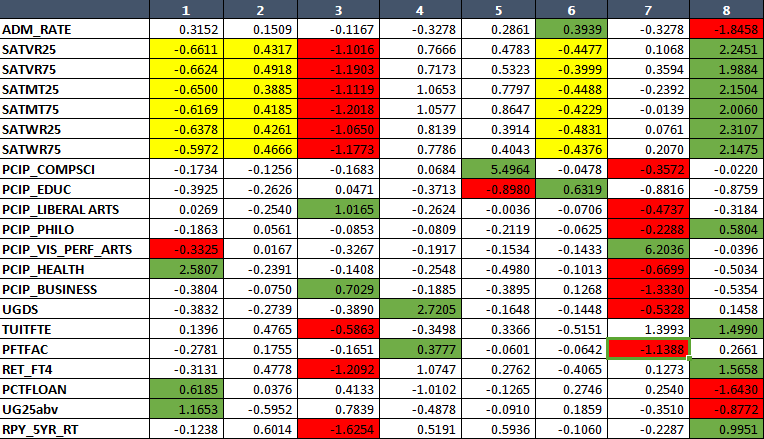 1 2 3 4 5 6 7 8
ADM_RATE 0.3152 0.1509 -0.1167 -0.3278 0.2861 0.3939 -0.3278 -1.8458
SATVR25 -0.6611 0.4317 -1.1016 0.7666 0.4783 -0.4477 0.1068 2.2451
SATVR75 -0.6624 0.4918 -1.1903 0.7173 0.5323 -0.3999 0.3594 1.9884
SATMT25 -0.6500 0.3885 -1.1119 1.0653 0.7797 -0.4488 -0.2392 2.1504
SATMT75 -0.6169 0.4185 -1.2018 1.0577 0.8647 -0.4229 -0.0139 2.0060
SATWR25 -0.6378 0.4261 -1.0650 0.8139 0.3914 -0.4831 0.0761 2.3107
SATWR75 -0.5972 0.4666 -1.1773 0.7786 0.4043 -0.4376 0.2070 2.1475
PCIP_COMPSCI -0.1734 -0.1256 -0.1683 0.0684 5.4964 -0.0478 -0.3572 -0.0220
PCIP_EDUC -0.3925 -0.2626 0.0471 -0.3713 -0.8980 0.6319 -0.8816 -0.8759
PCIP_LIBERAL ARTS 0.0269 -0.2540 1.0165 -0.2624 -0.0036 -0.0706 -0.4737 -0.3184
PCIP_PHILO -0.1863 0.0561 -0.0853 -0.0809 -0.2119 -0.0625 -0.2288 0.5804
PCIP_VIS_PERF_ARTS -0.3325 0.0167 -0.3267 -0.1917 -0.1534 -0.1433 6.2036 -0.0396
PCIP_HEALTH 2.5807 -0.2391 -0.1408 -0.2548 -0.4980 -0.1013 -0.6699 -0.5034
PCIP_BUSINESS -0.3804 -0.0750 0.7029 -0.1885 -0.3895 0.1268 -1.3330 -0.5354
UGDS -0.3832 -0.2739 -0.3890 2.7205 -0.1648 -0.1448 -0.5328 0.1458
TUITFTE 0.1396 0.4765 -0.5863 -0.3498 0.3366 -0.5151 1.3993 1.4990
PFTFAC -0.2781 0.1755 -0.1651 0.3777 -0.0601 -0.0642 -1.1388 0.2661
RET_FT4 -0.3131 0.4778 -1.2092 1.0747 0.2762 -0.4065 0.1273 1.5658
PCTFLOAN 0.6185 0.0376 0.4133 -0.0102 -0.1265 0.2746 0.2540 -1.6430
UG25abv 1.1653 -0.5952 0.7839 -0.4878 -0.0910 0.1859 -0.3510 -0.8772
RPY_5YR_RT -0.1238 0.6014 -1.6254 0.5191 0.5936 -0.1060 -0.2287 0.9951